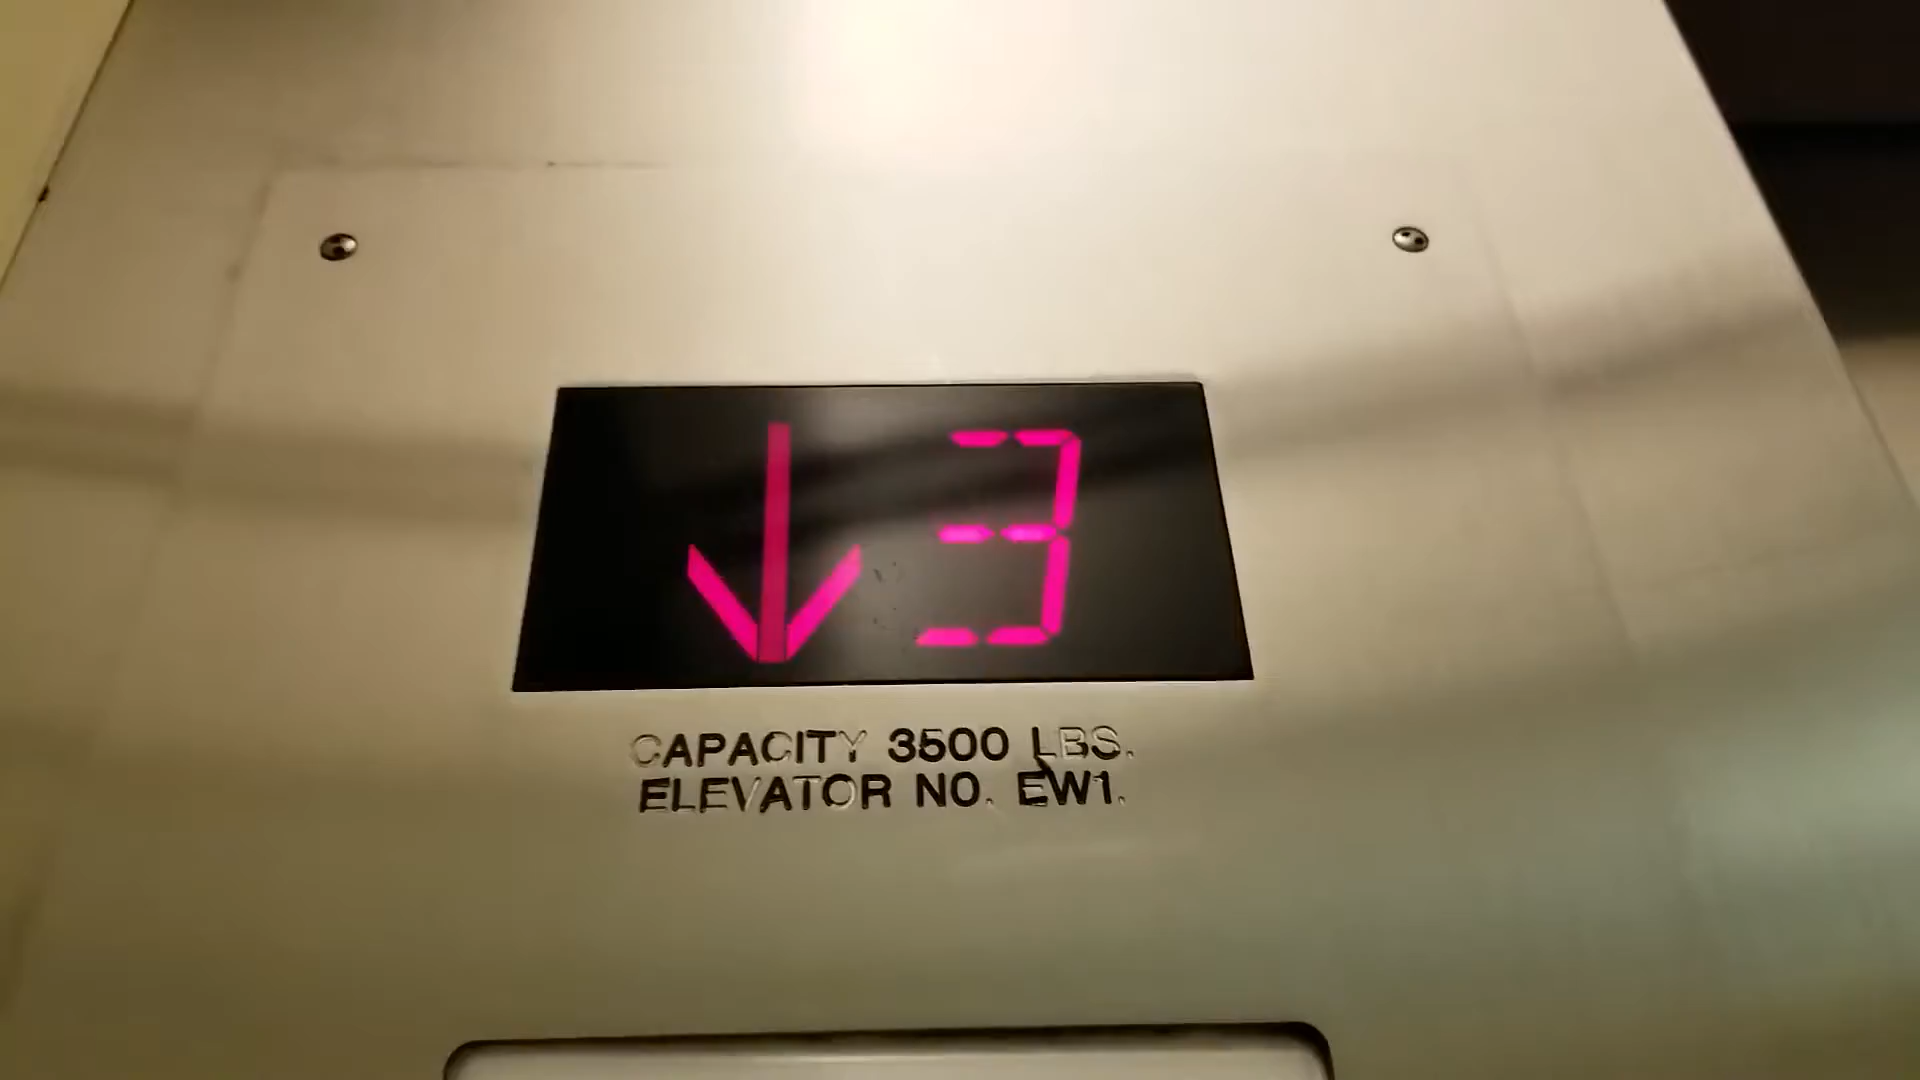 ↓ 3
CAPACITY 3500 LBS.
ELEVATOR NO. EW1.